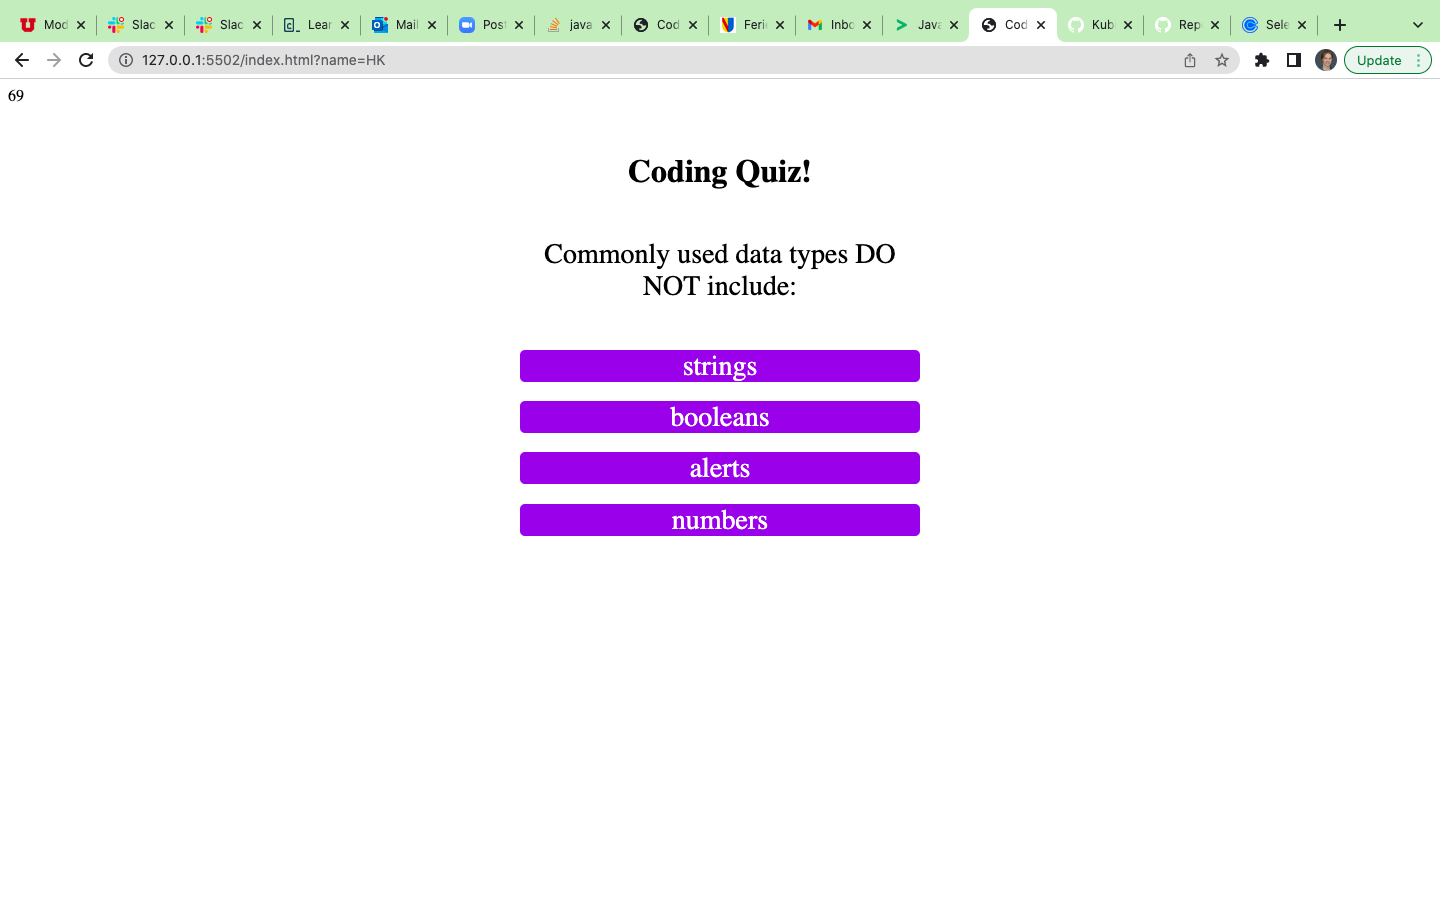 Mod
Slac
Slac
Lear
Mail
Post
java
Cod
Feri
Inbo
Java
Cod
Kub
Rep
Sele
127.0.0.1:5502/index.html?name=HK
Update
69
Coding Quiz!
Commonly used data types DO
NOT include:
strings
booleans
alerts
numbers